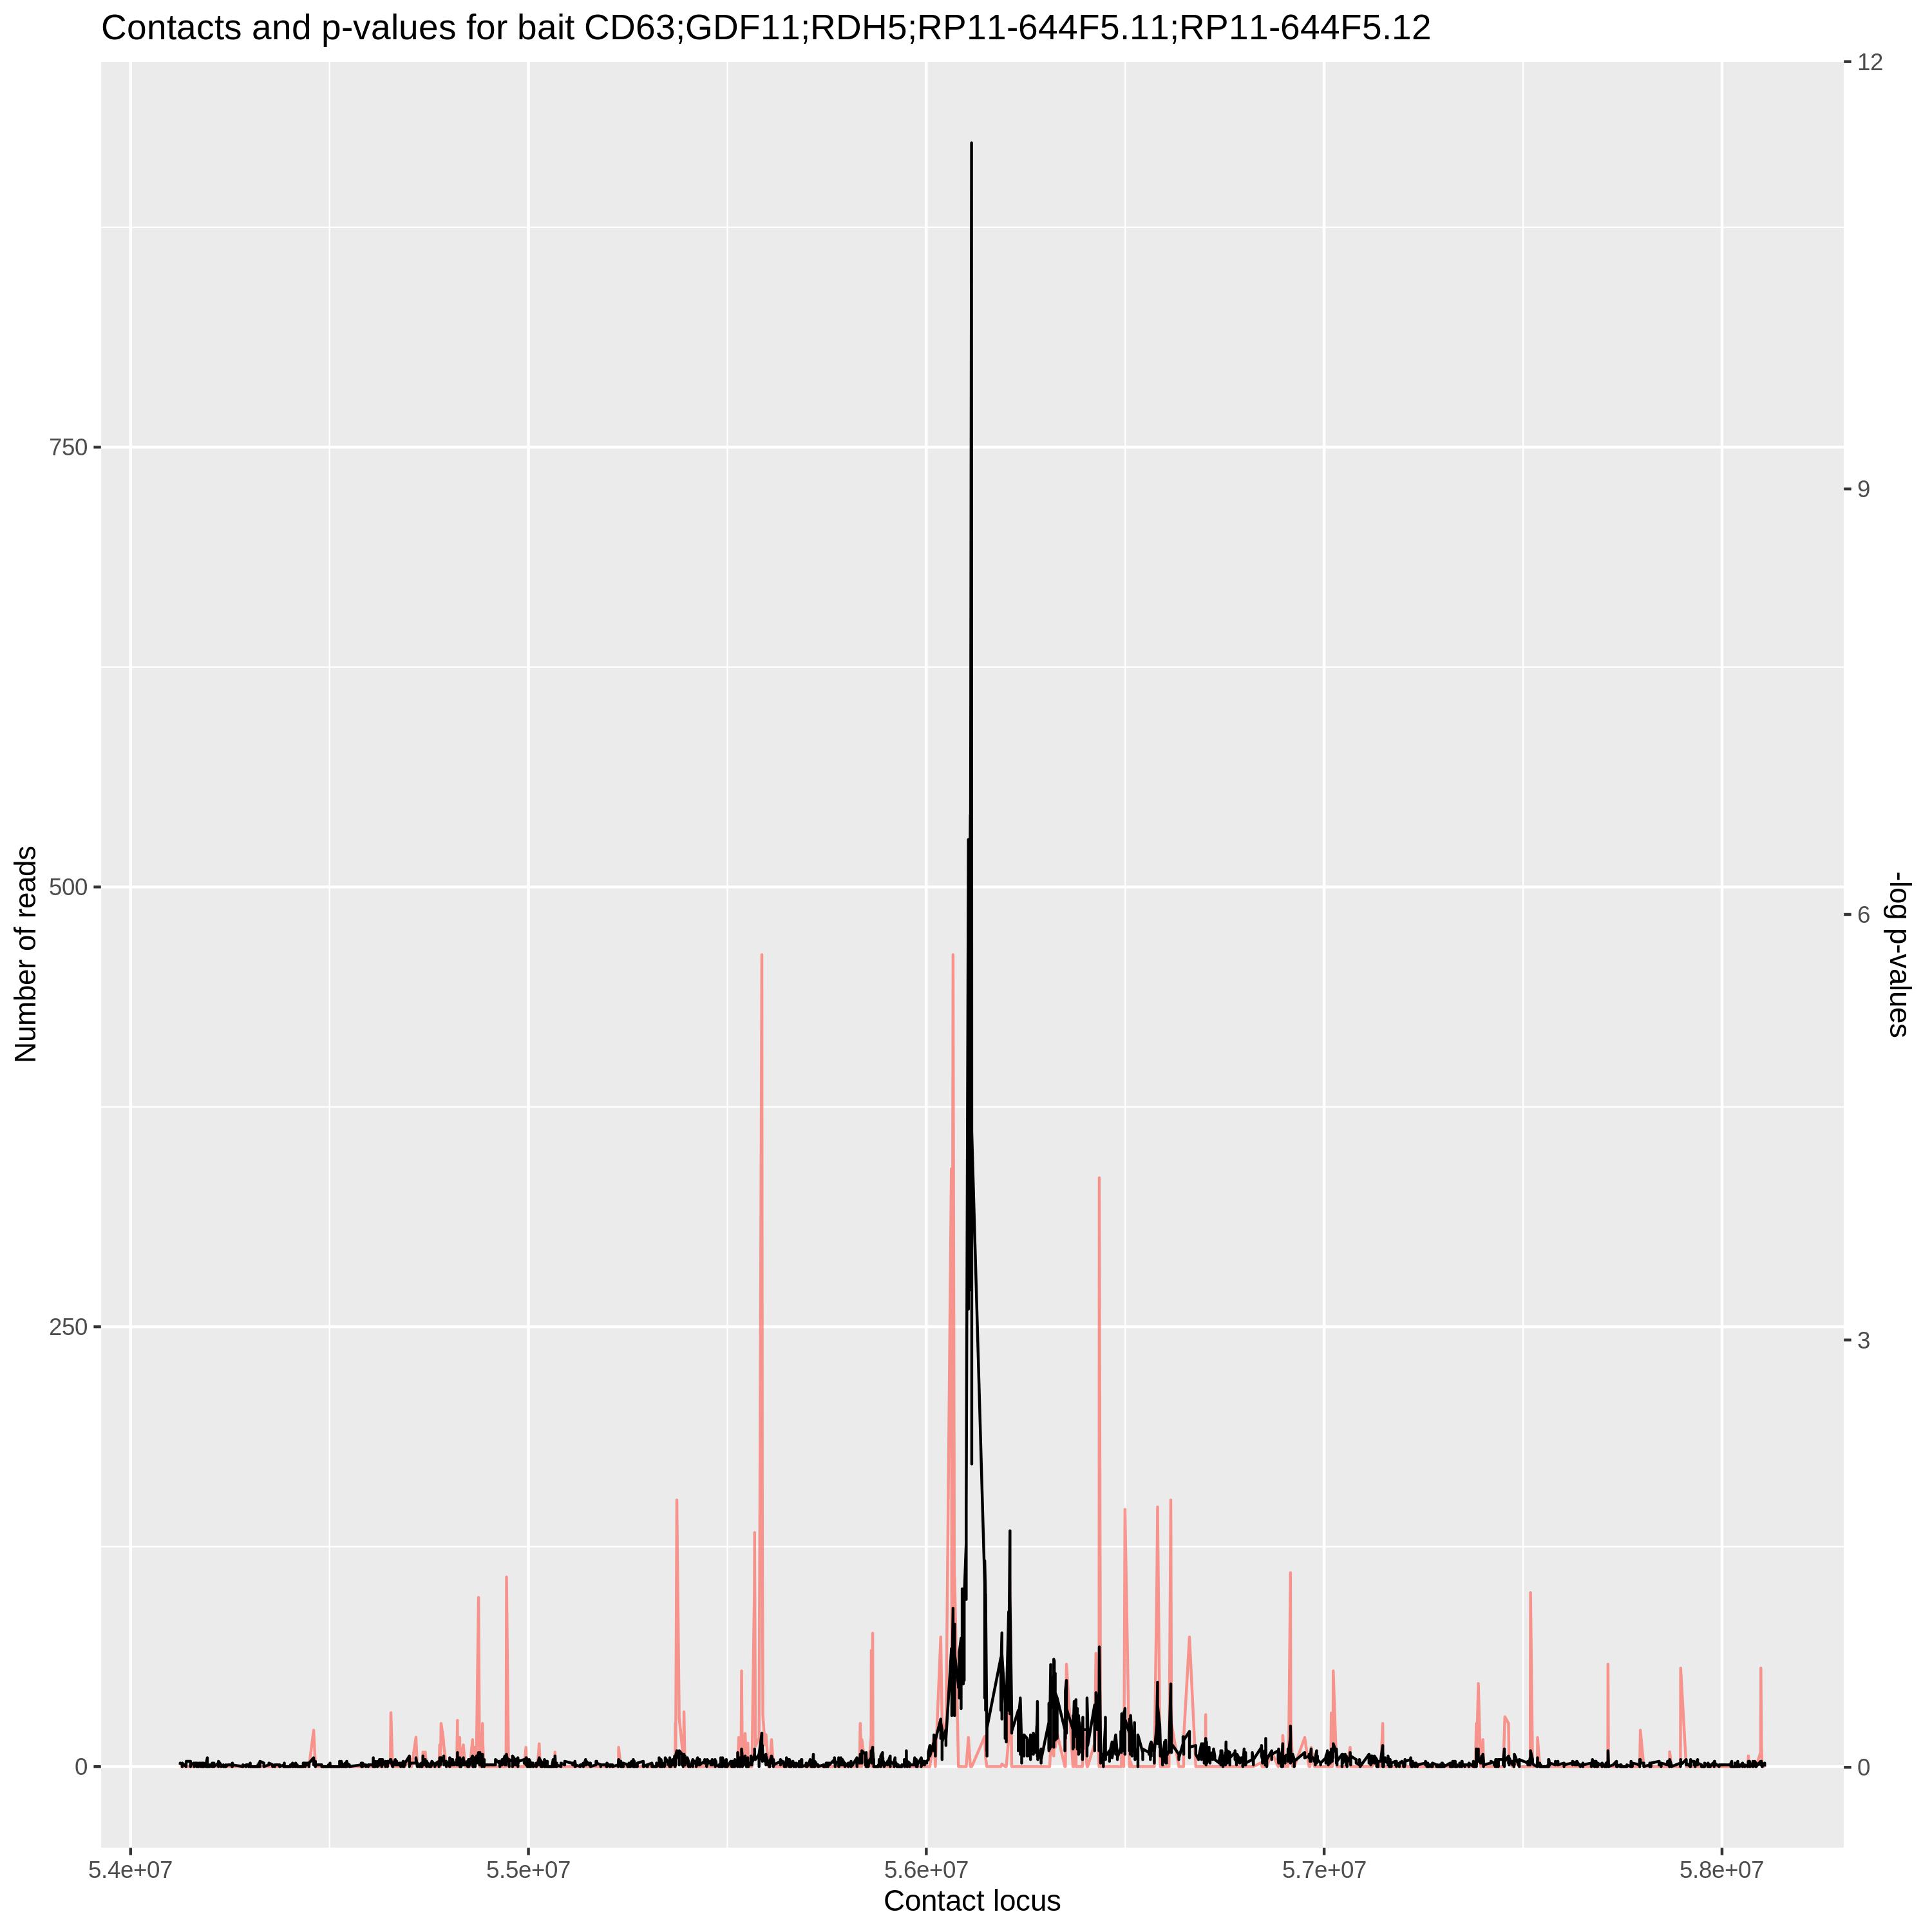 Contacts and p-values for bait CD63;GDF11;RDH5;RP11-644F5.11;RP11-644F5.12
12
750
9
500
6
Number of reads
-log p-values
250
3
0
0
5.4e+07
5.5e+07
5.6e+07
5.7e+07
5.8e+07
Contact locus